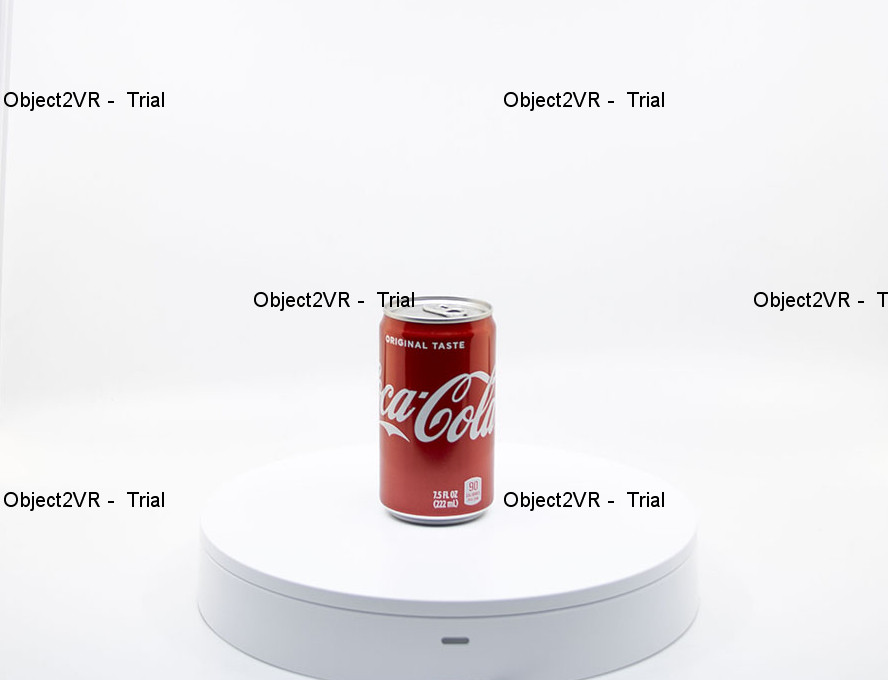 Object2VR - Trial
Object2VR - Trial
Object2VR - Trial
Object2VR - T
ORIGINAL TASTE
Coca-Cola
7.5 FL OZ
(222 mL)
90
Object2VR - Trial
Object2VR - Trial